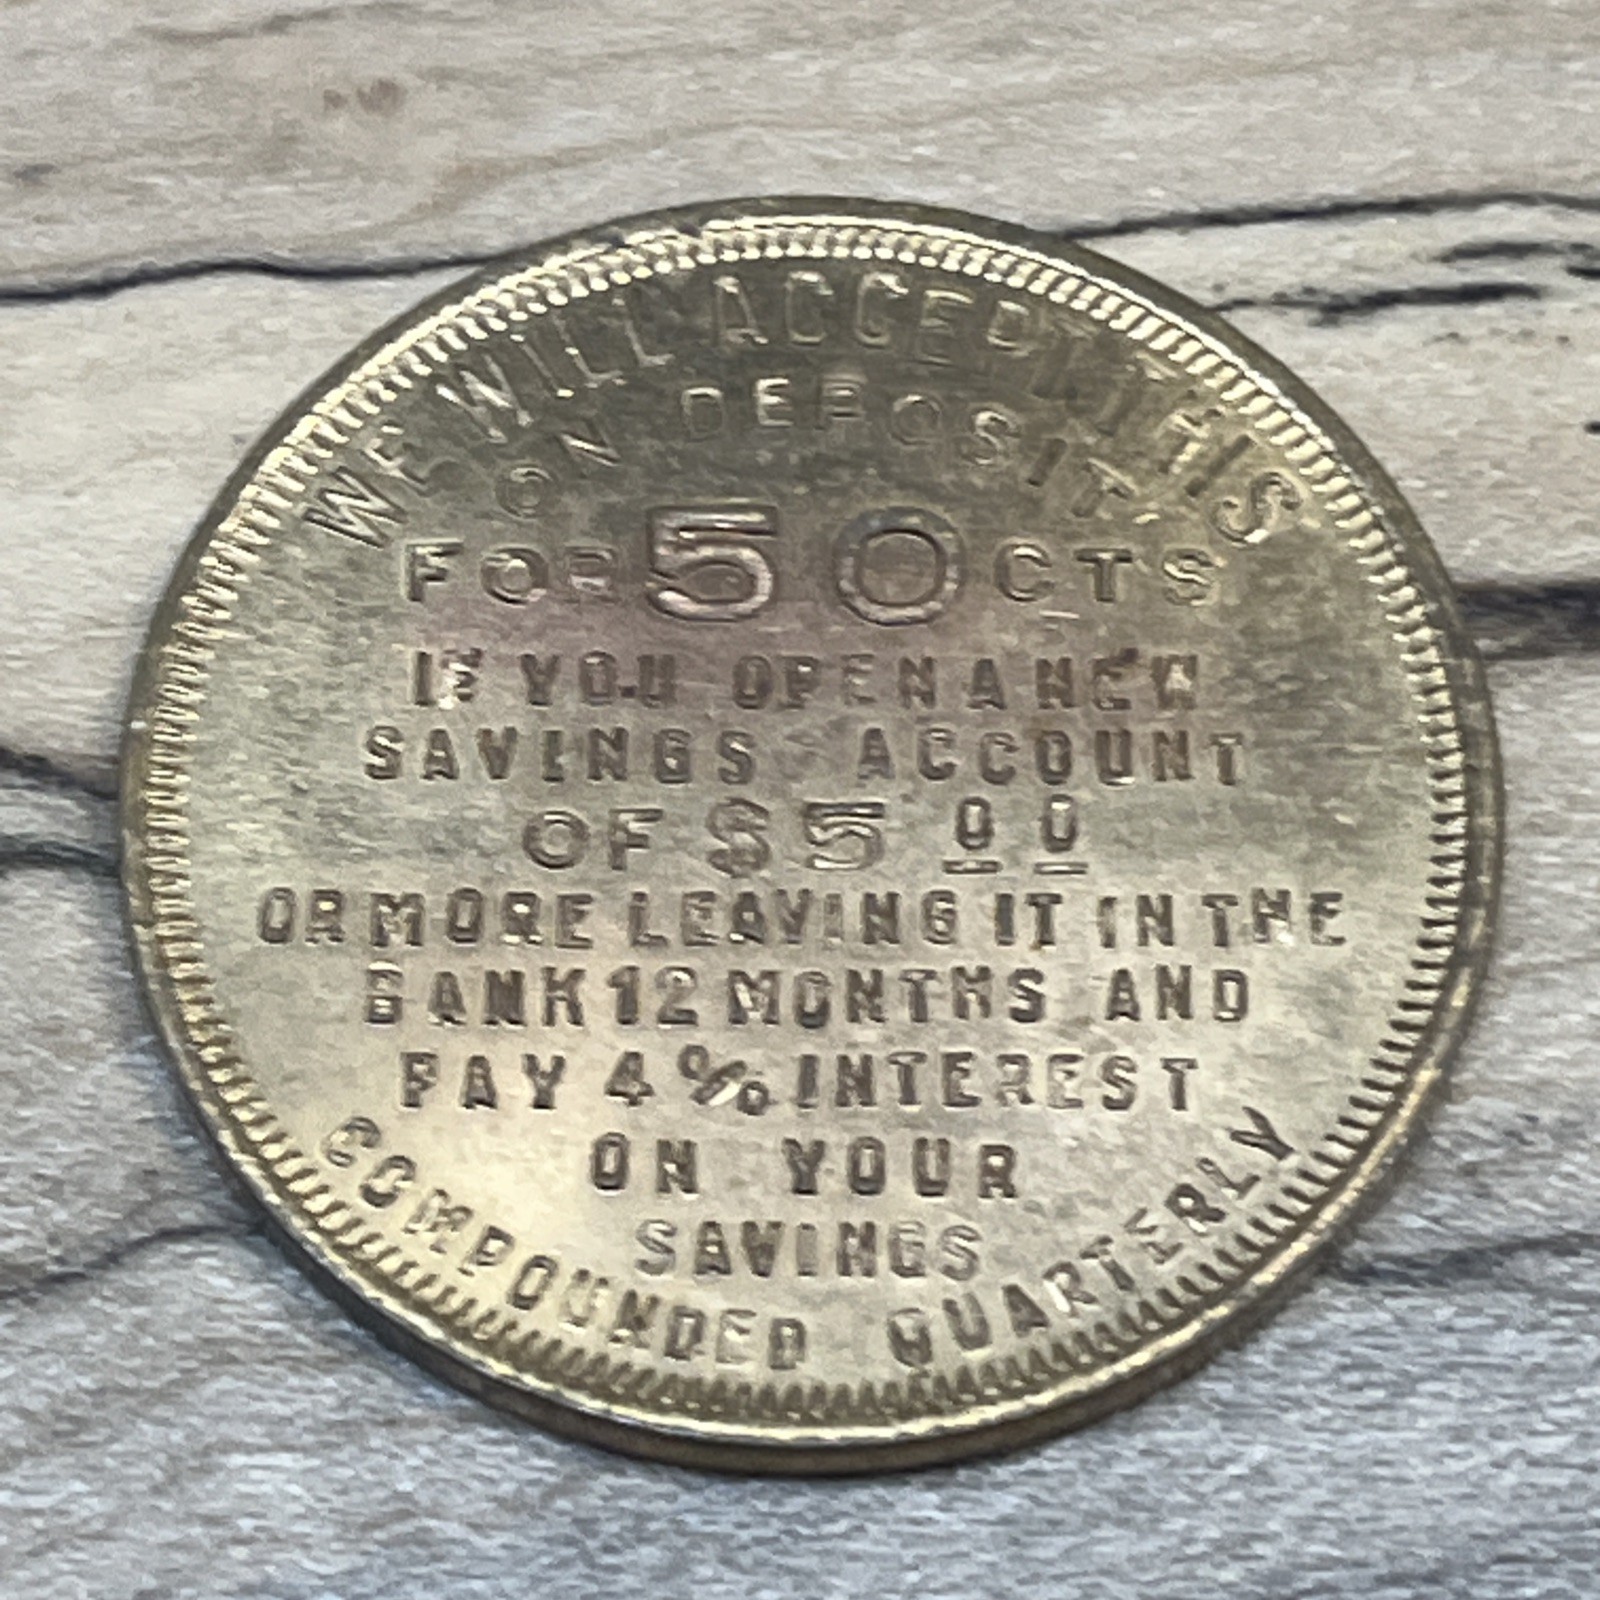 WE WILL ACCEPT THIS
ON DEPOSIT
FOR 50 CTS
IF YOU OPEN A NEW
SAVINGS ACCOUNT
OF $5 00
OR MORE LEAVING IT IN THE
BANK 12 MONTHS AND
PAY 4% INTEREST
ON YOUR
SAVINGS
COMPOUNDED QUARTERLY